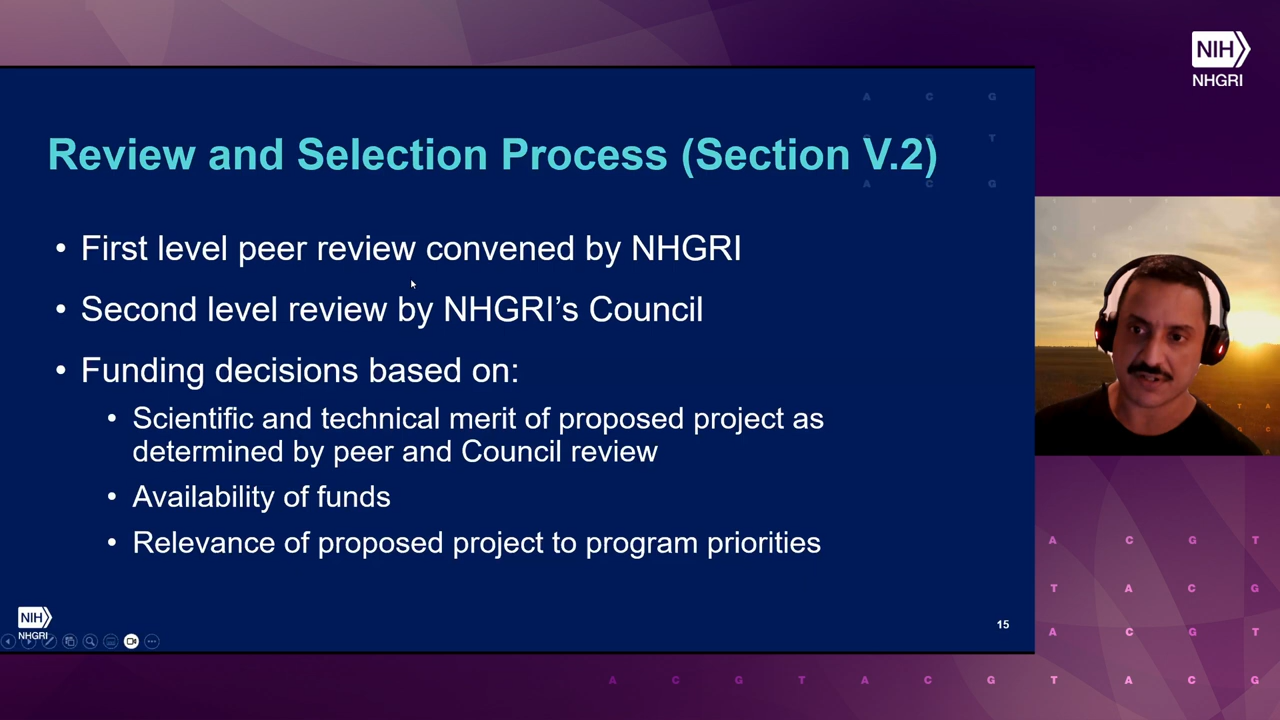 NIH
NHGRI
A C G
T
A C G
Review and Selection Process (Section V.2)
• First level peer review convened by NHGRI
• Second level review by NHGRI’s Council
• Funding decisions based on:
• Scientific and technical merit of proposed project as
determined by peer and Council review
• Availability of funds
• Relevance of proposed project to program priorities
NIH
NHGRI
15
A C G T
T A C G
A C G T
A C G T A C G T A C G